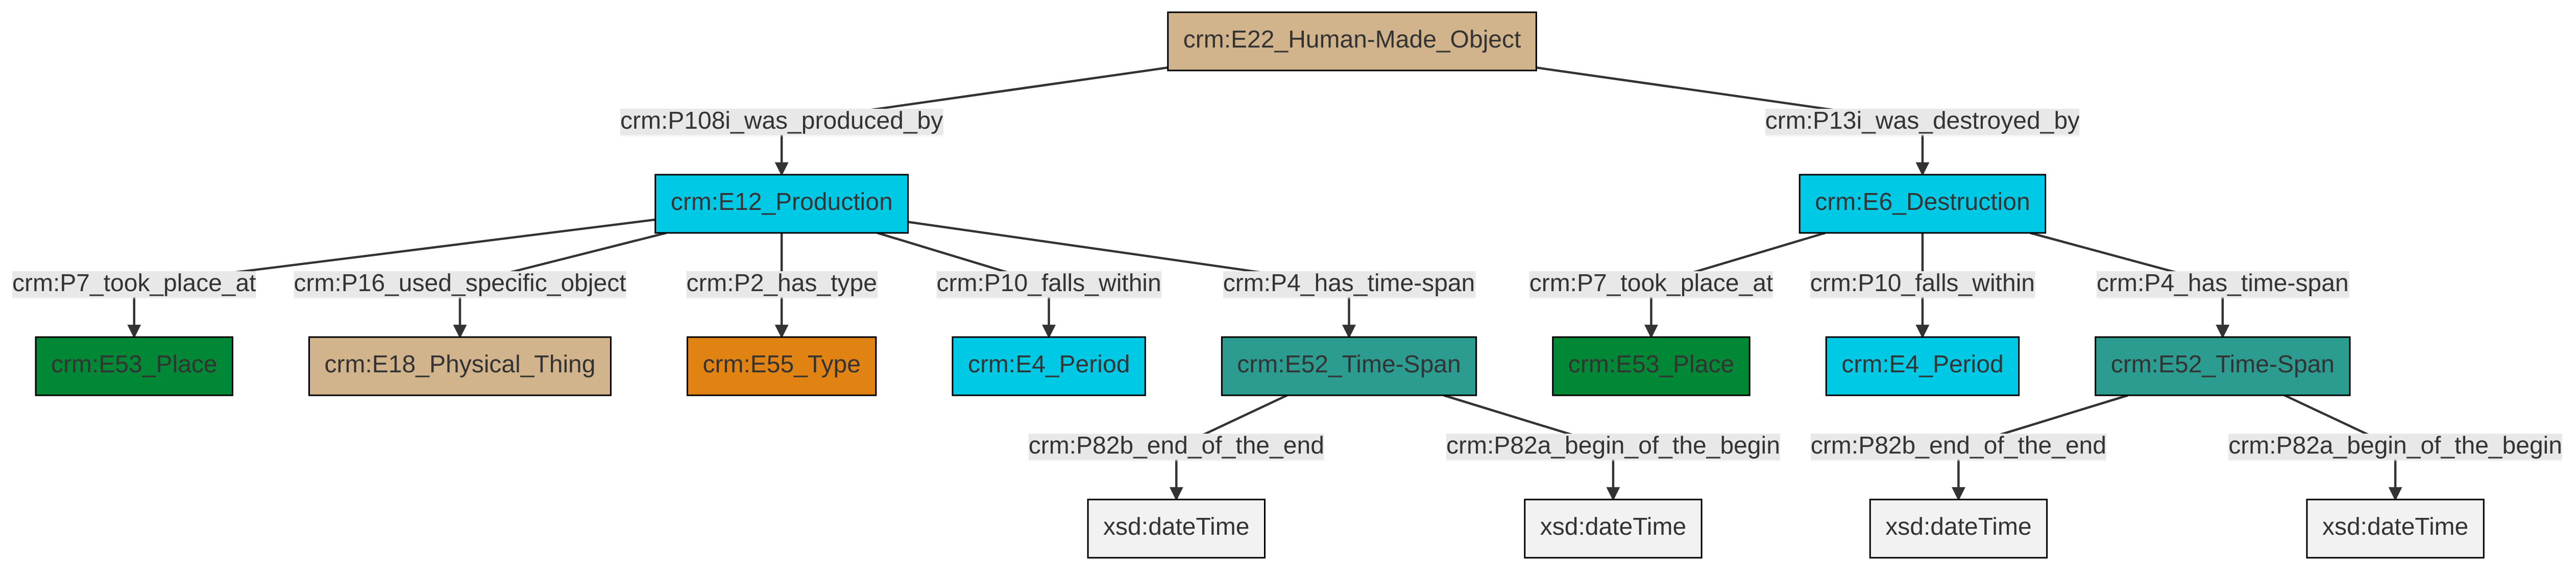 crm:E22_Human-Made_Object
crm:P108i_was_produced_by
crm:P13i_was_destroyed_by
crm:E12_Production
crm:E6_Destruction
crm:P7_took_place_at
crm:P16_used_specific_object
crm:P2_has_type
crm:P10_falls_within
crm:P4_has_time-span
crm:P7_took_place_at
crm:P10_falls_within
crm:P4_has_time-span
crm:E53_Place
crm:E18_Physical_Thing
crm:E55_Type
crm:E4_Period
crm:E52_Time-Span
crm:E53_Place
crm:E4_Period
crm:E52_Time-Span
crm:P82b_end_of_the_end
crm:P82a_begin_of_the_begin
crm:P82b_end_of_the_end
crm:P82a_begin_of_the_begin
xsd:dateTime
xsd:dateTime
xsd:dateTime
xsd:dateTime